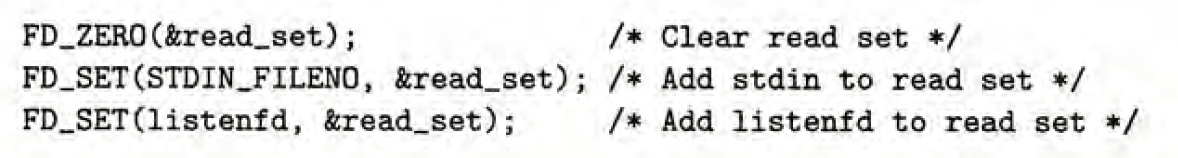 FD_ZERO(&read_set); /* Clear read set */
FD_SET(STDIN_FILENO, &read_set); /* Add stdin to read set */
FD_SET(listenfd, &read_set); /* Add listenfd to read set */